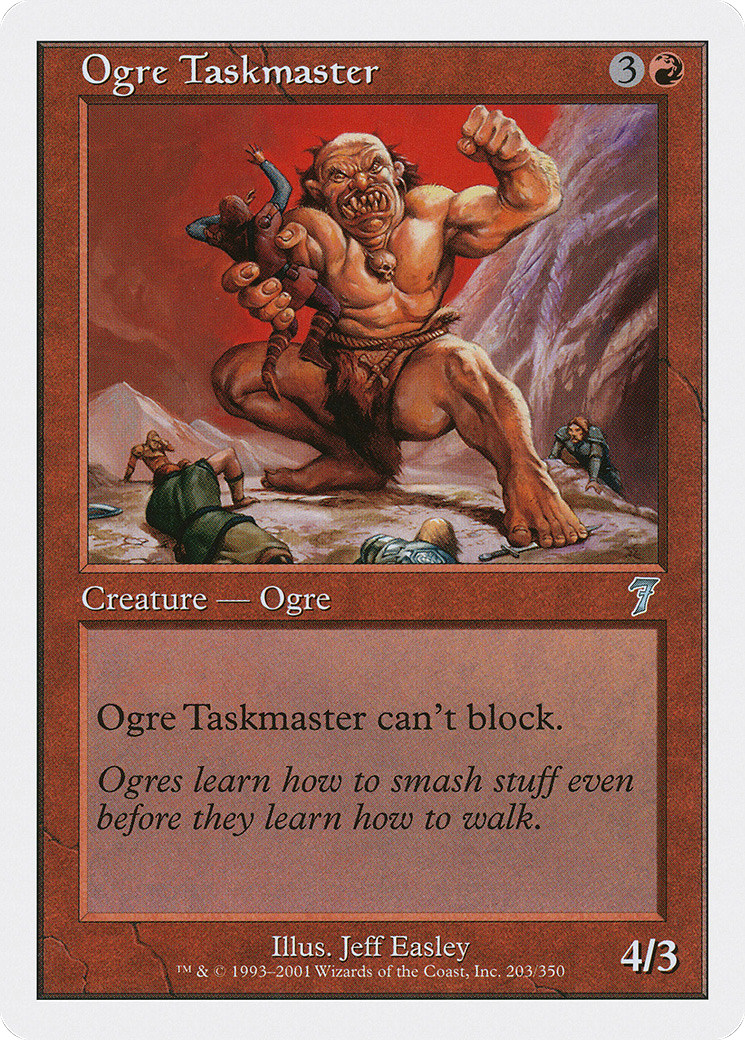 Ogre Taskmaster
3
Creature — Ogre
7
Ogre Taskmaster can't block.
Ogres learn how to smash stuff even
before they learn how to walk.
Illus. Jeff Easley
™ & © 1993–2001 Wizards of the Coast, Inc. 203/350
4/3